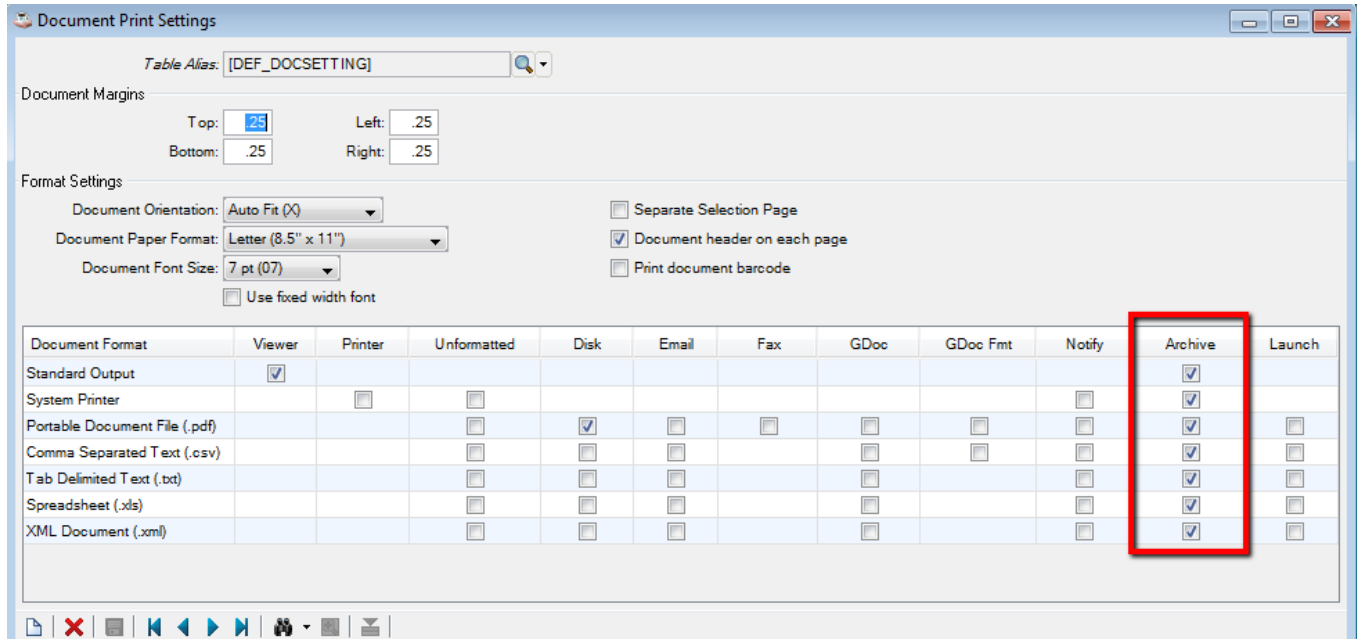 Document Print Settings
Table Alias: [DEF_DOCSETTING]
Document Margins
Top: .25 Left: .25
Bottom: .25 Right: .25
Format Settings
Document Orientation: Auto Fit (X) Separate Selection Page
Document Paper Format: Letter (8.5" x 11") Document header on each page
Document Font Size: 7 pt (07) Print document barcode
Use fixed width font
Document Format Viewer Printer Unformatted Disk Email Fax GDoc GDoc Fmt Notify Archive Launch
Standard Output
System Printer
Portable Document File (.pdf)
Comma Separated Text (.csv)
Tab Delimited Text (.txt)
Spreadsheet (.xls)
XML Document (.xml)